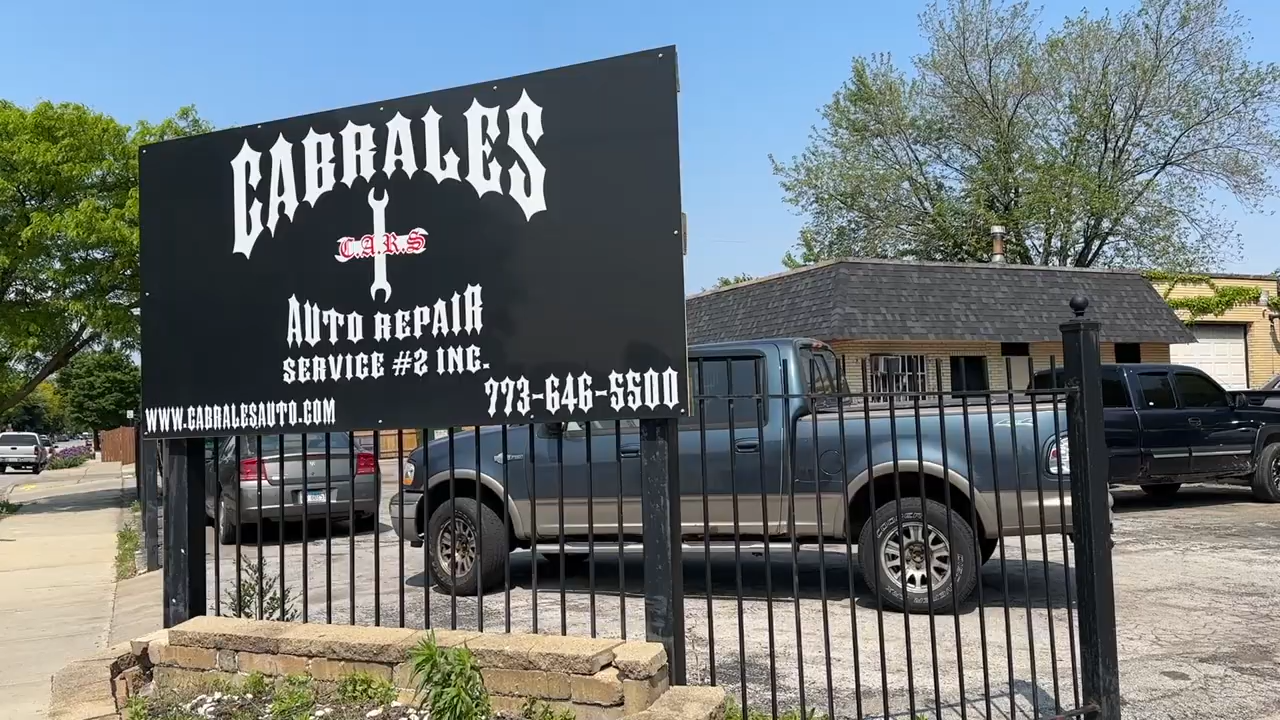 CABRALES
C.A.R.S
AUTO REPAIR
SERVICE #2 INC.
773-646-5500
WWW.CABRALESAUTO.COM